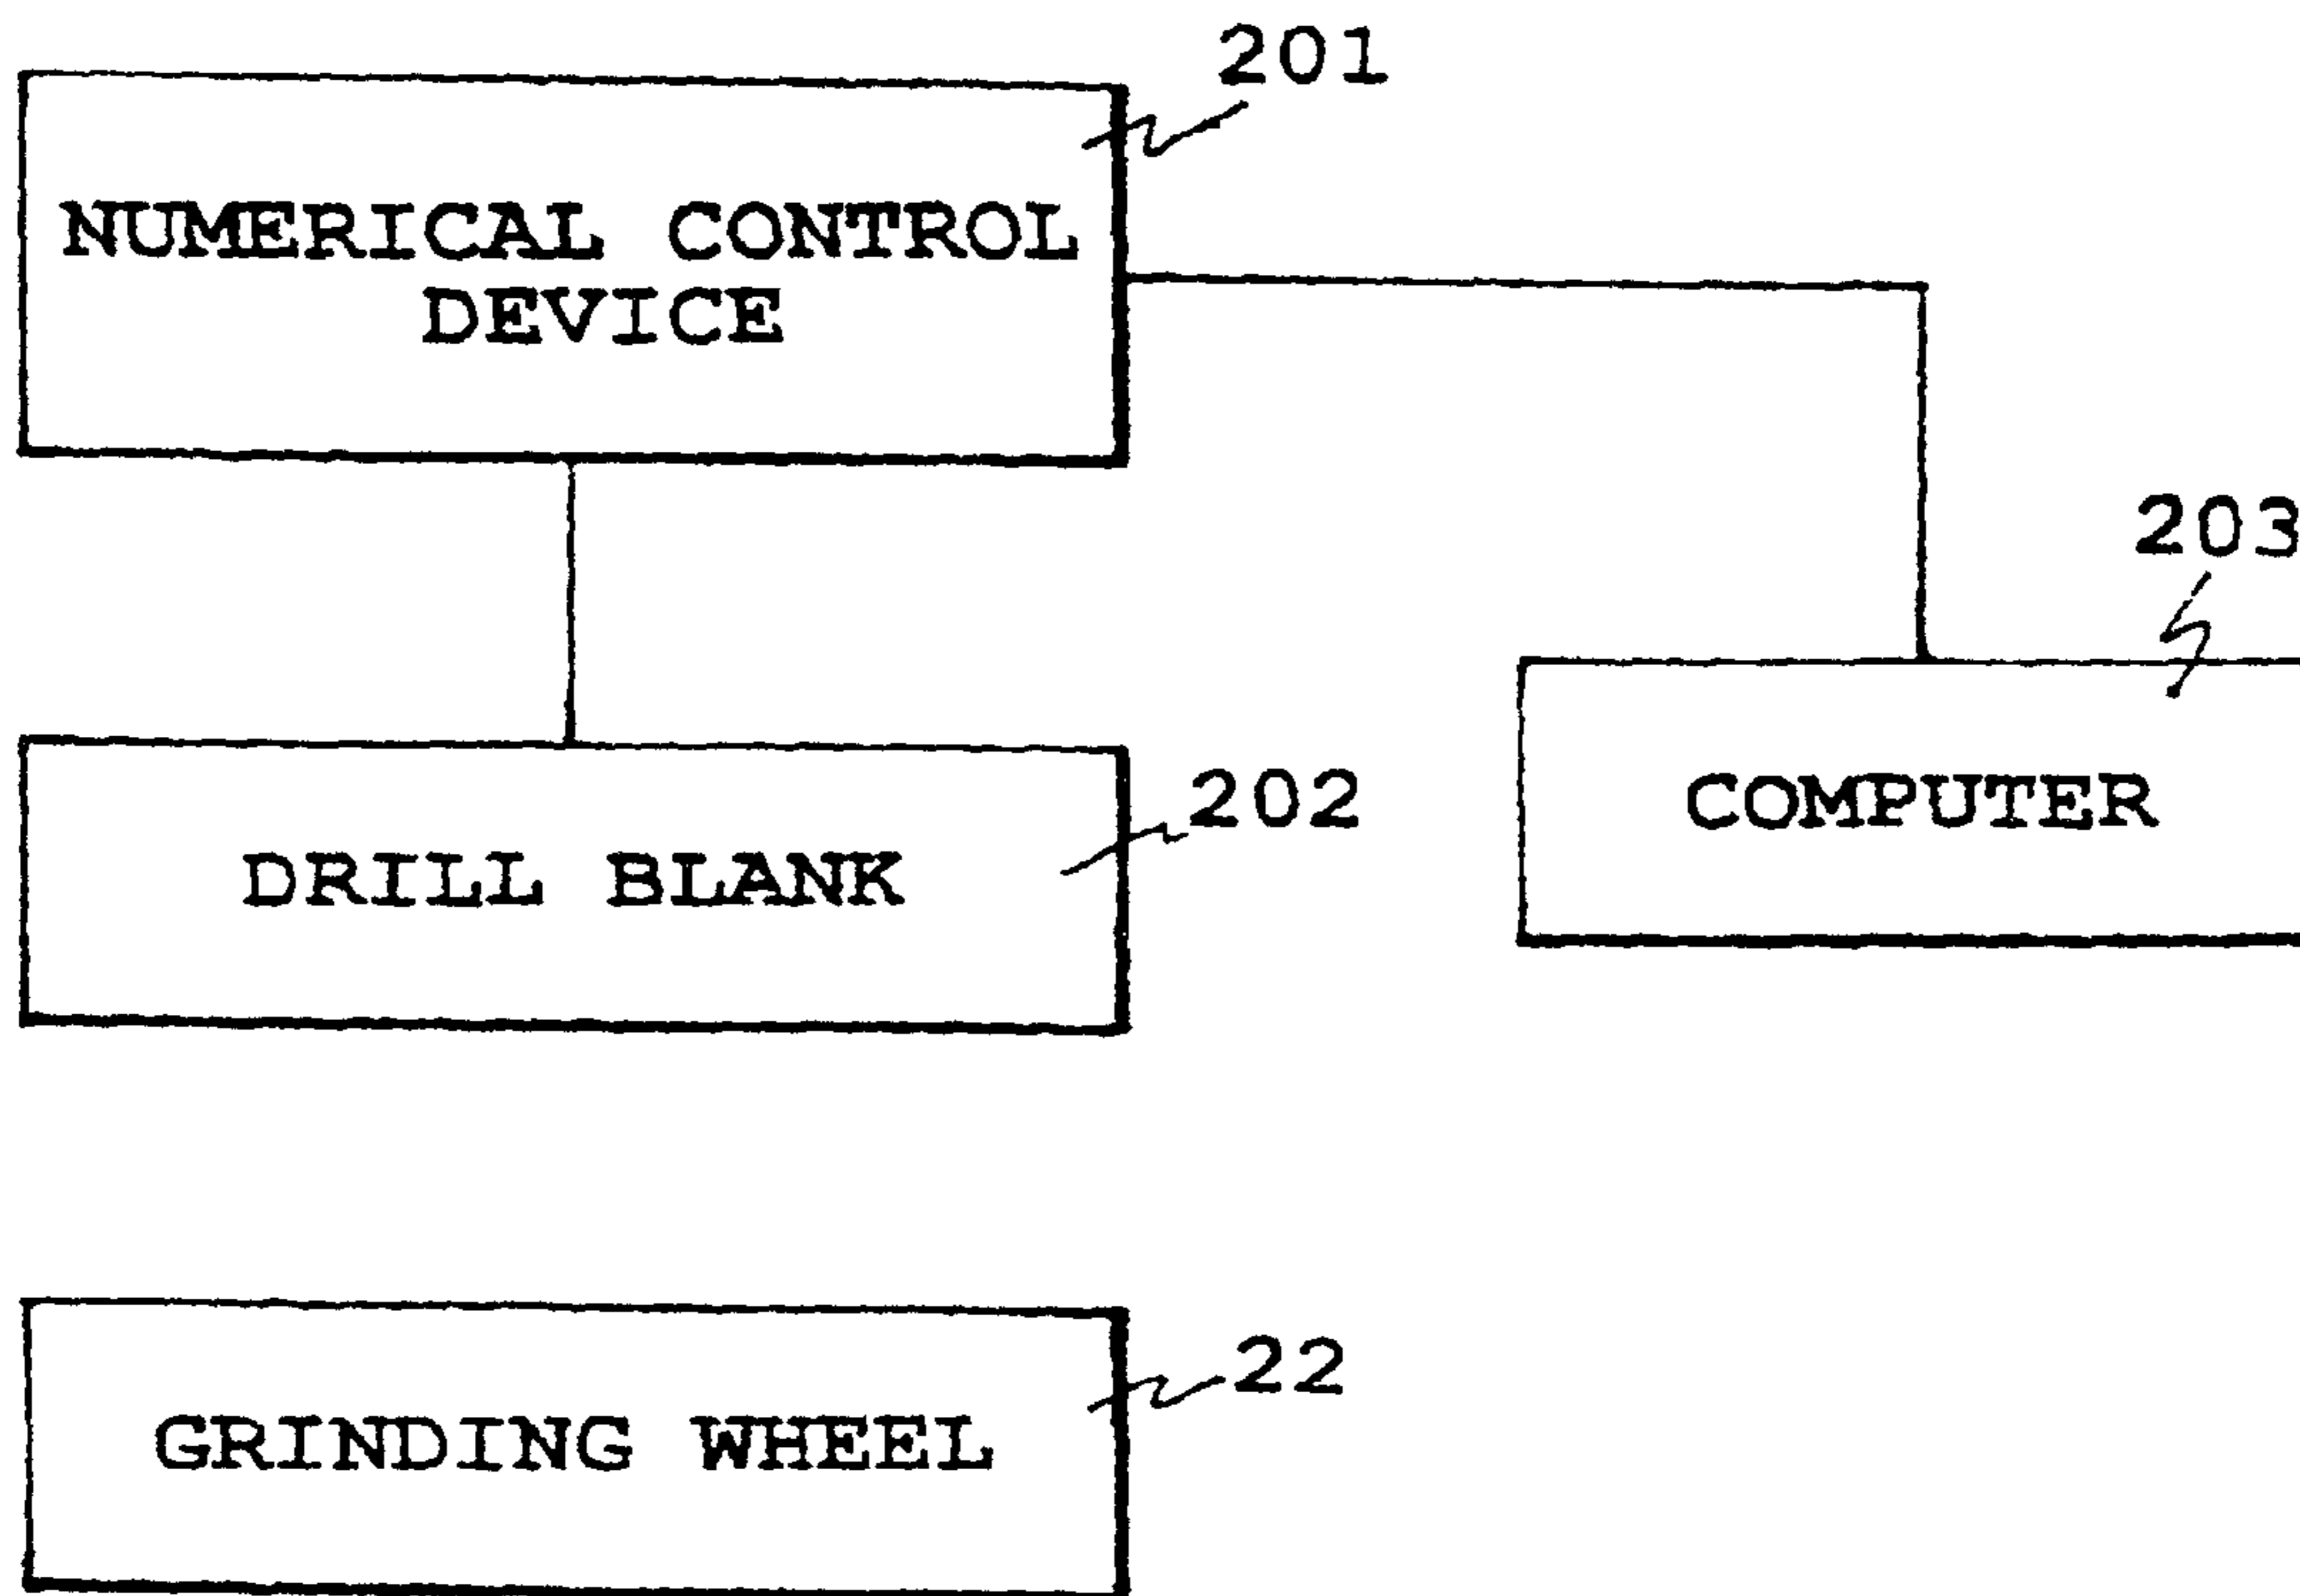 201
NUMERICAL CONTROL
DEVICE
203
202
COMPUTER
DRILL BLANK
22
GRINDING WHEEL